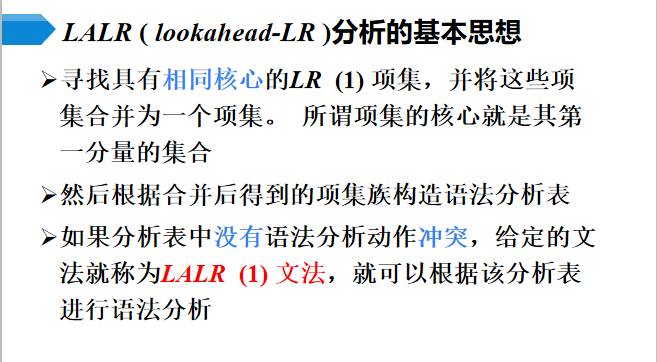 LALR ( lookahead-LR )分析的基本思想
➢寻找具有相同核心的LR (1) 项集，并将这些项
集合并为一个项集。 所谓项集的核心就是其第
一分量的集合
➢然后根据合并后得到的项集族构造语法分析表
➢如果分析表中没有语法分析动作冲突，给定的文
法就称为LALR (1) 文法，就可以根据该分析表
进行语法分析